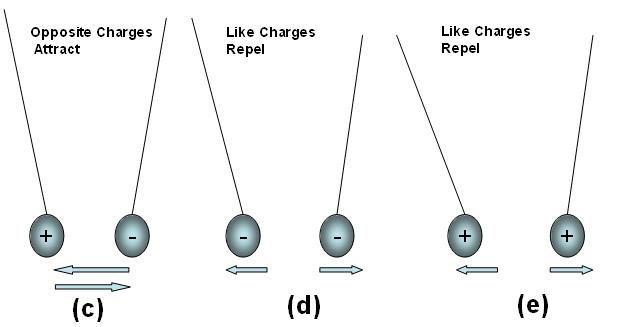 Opposite Charges
Attract
Like Charges
Repel
Like Charges
Repel
+ - - - + +
(c) (d) (e)